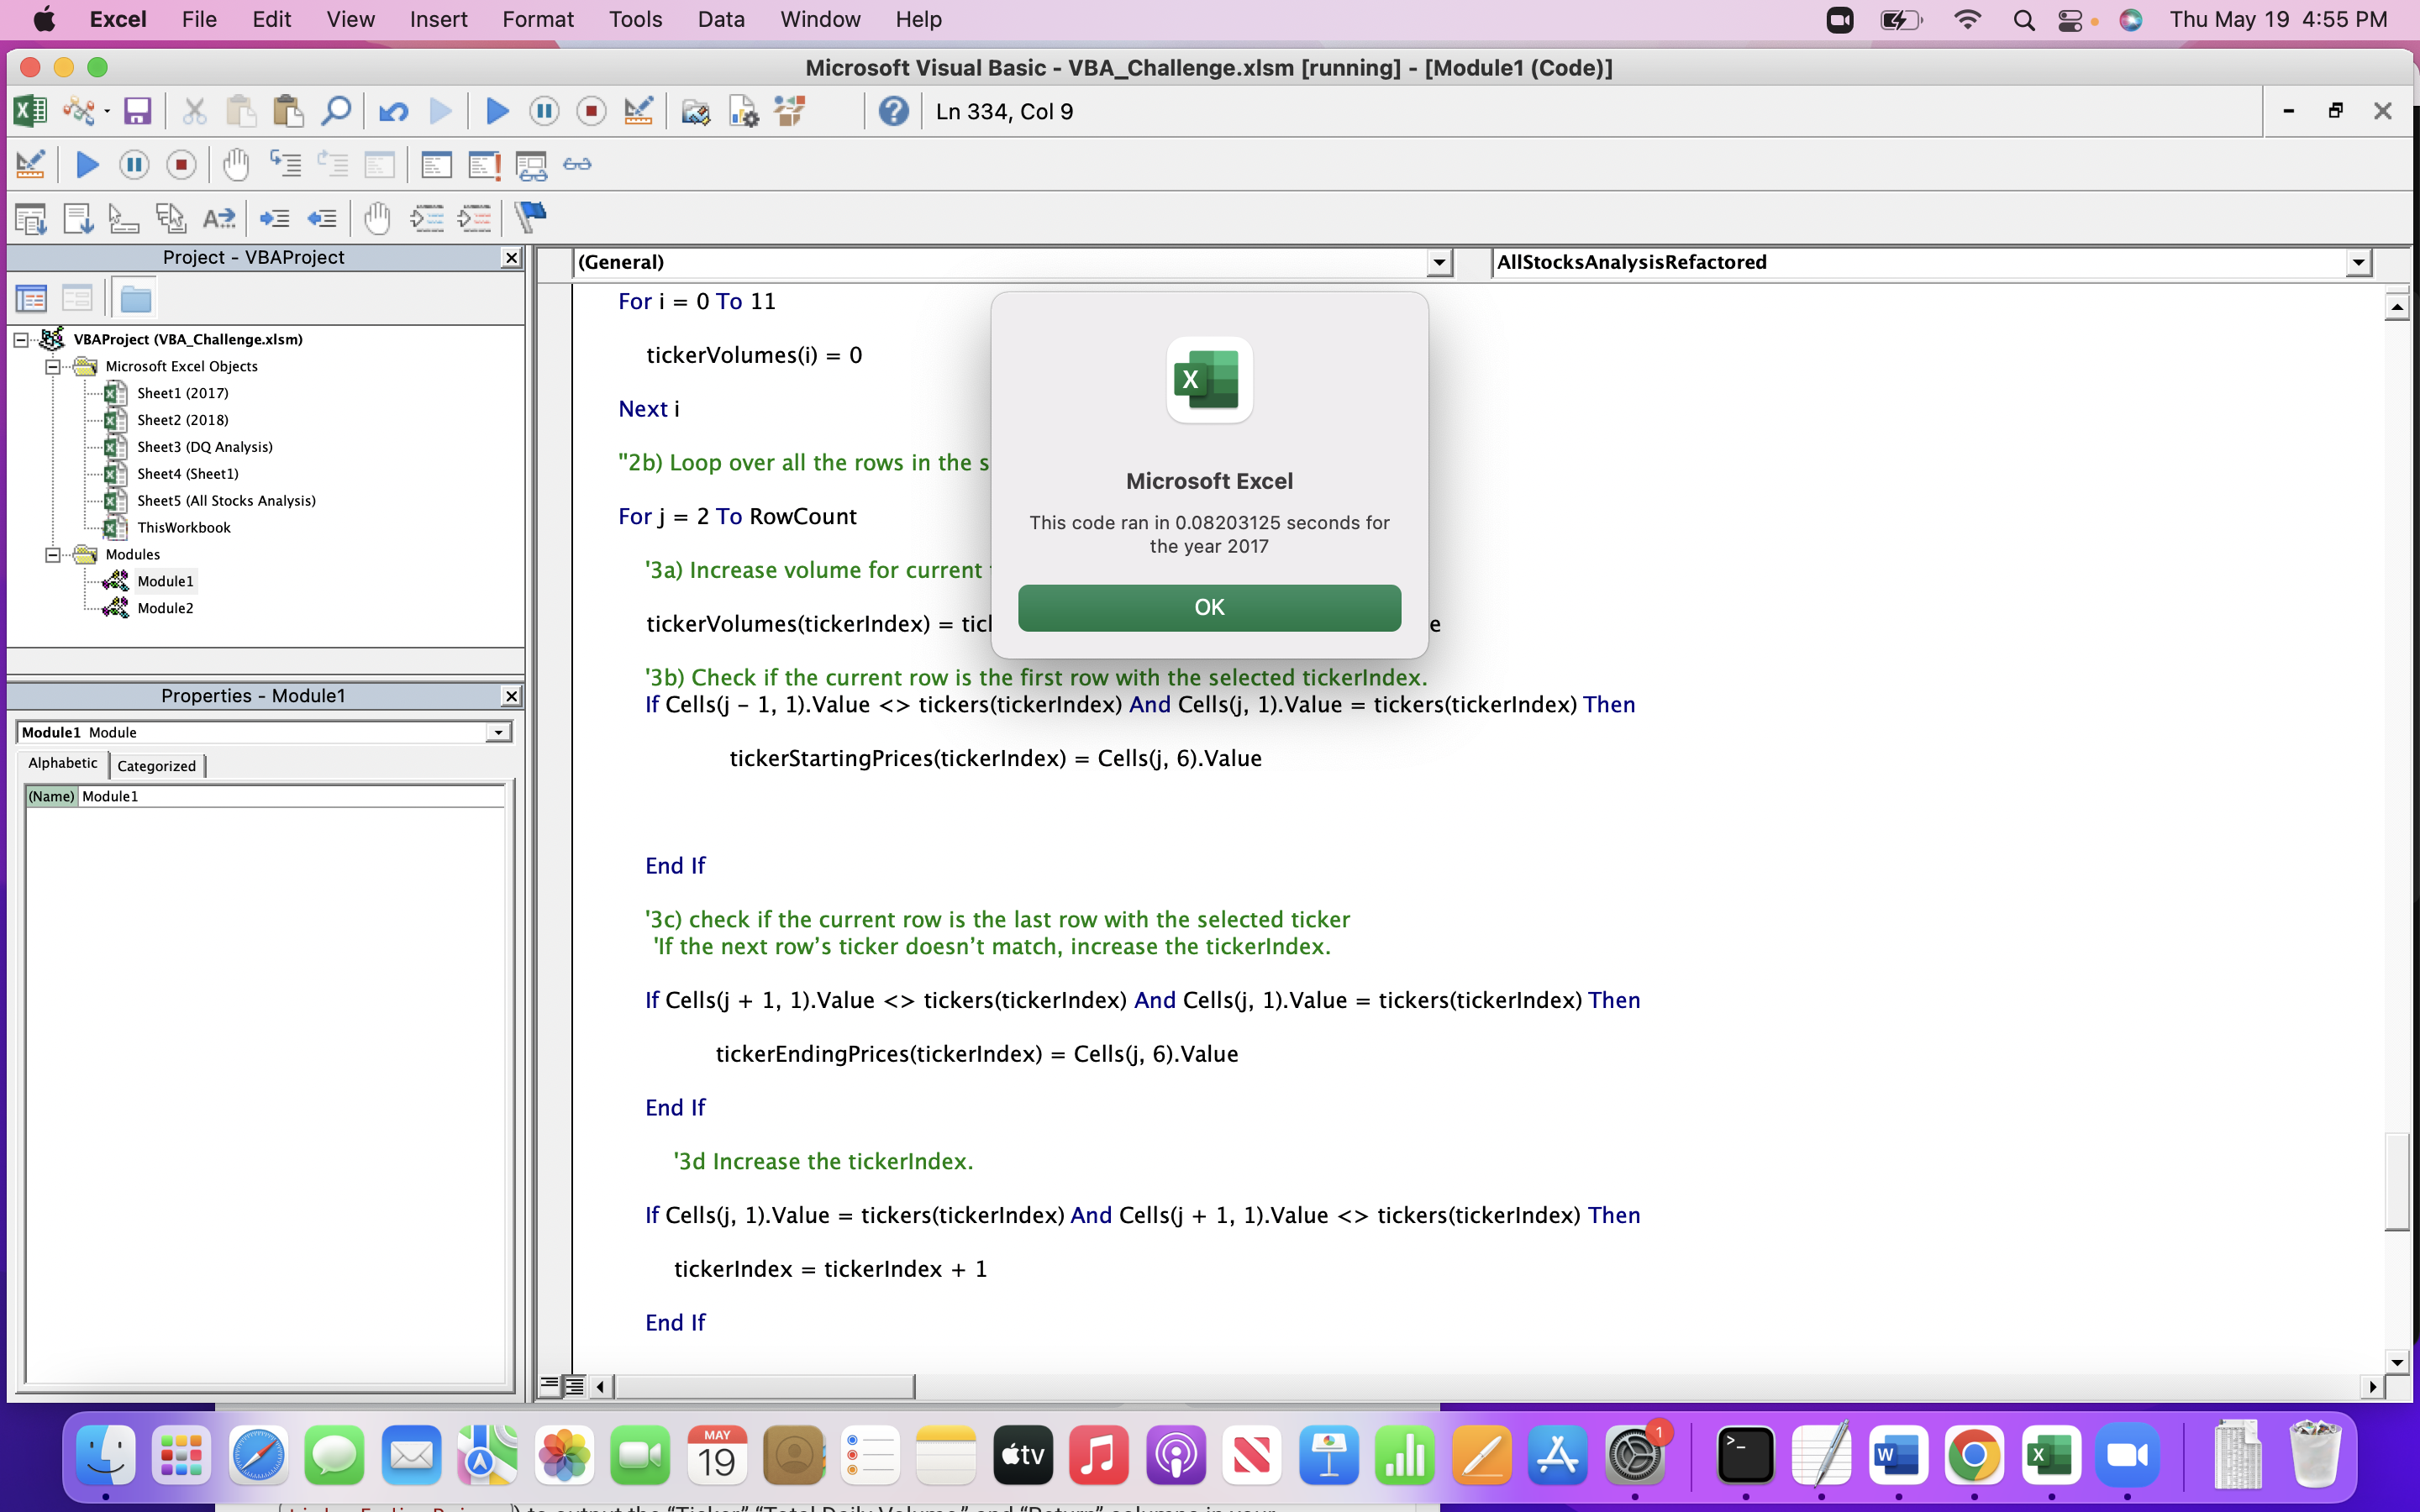 Excel File Edit View Insert Format Tools Data Window Help Thu May 19 4:55 PM
Microsoft Visual Basic - VBA_Challenge.xlsm [running] - [Module1 (Code)]
Ln 334, Col 9
Project - VBAProject
VBAProject (VBA_Challenge.xlsm)
Microsoft Excel Objects
Sheet1 (2017)
Sheet2 (2018)
Sheet3 (DQ Analysis)
Sheet4 (Sheet1)
Sheet5 (All Stocks Analysis)
ThisWorkbook
Modules
Module1
Module2
Properties - Module1
Module1 Module
Alphabetic Categorized
(Name) Module1
(General) AllStocksAnalysisRefactored
For i = 0 To 11
tickerVolumes(i) = 0
Next i
''2b) Loop over all the rows in the s
For j = 2 To RowCount
'3a) Increase volume for current
tickerVolumes(tickerIndex) = e
'3b) Check if the current row is the first row with the selected tickerIndex.
If Cells(j - 1, 1).Value <> tickers(tickerIndex) And Cells(j, 1).Value = tickers(tickerIndex) Then
tickerStartingPrices(tickerIndex) = Cells(j, 6).Value
End If
'3c) check if the current row is the last row with the selected ticker
'If the next row’s ticker doesn’t match, increase the tickerIndex.
If Cells(j + 1, 1).Value <> tickers(tickerIndex) And Cells(j, 1).Value = tickers(tickerIndex) Then
tickerEndingPrices(tickerIndex) = Cells(j, 6).Value
End If
'3d Increase the tickerIndex.
If Cells(j, 1).Value = tickers(tickerIndex) And Cells(j + 1, 1).Value <> tickers(tickerIndex) Then
tickerIndex = tickerIndex + 1
End If
Microsoft Excel
This code ran in 0.08203125 seconds for
the year 2017
OK
MAY
19
tv
1